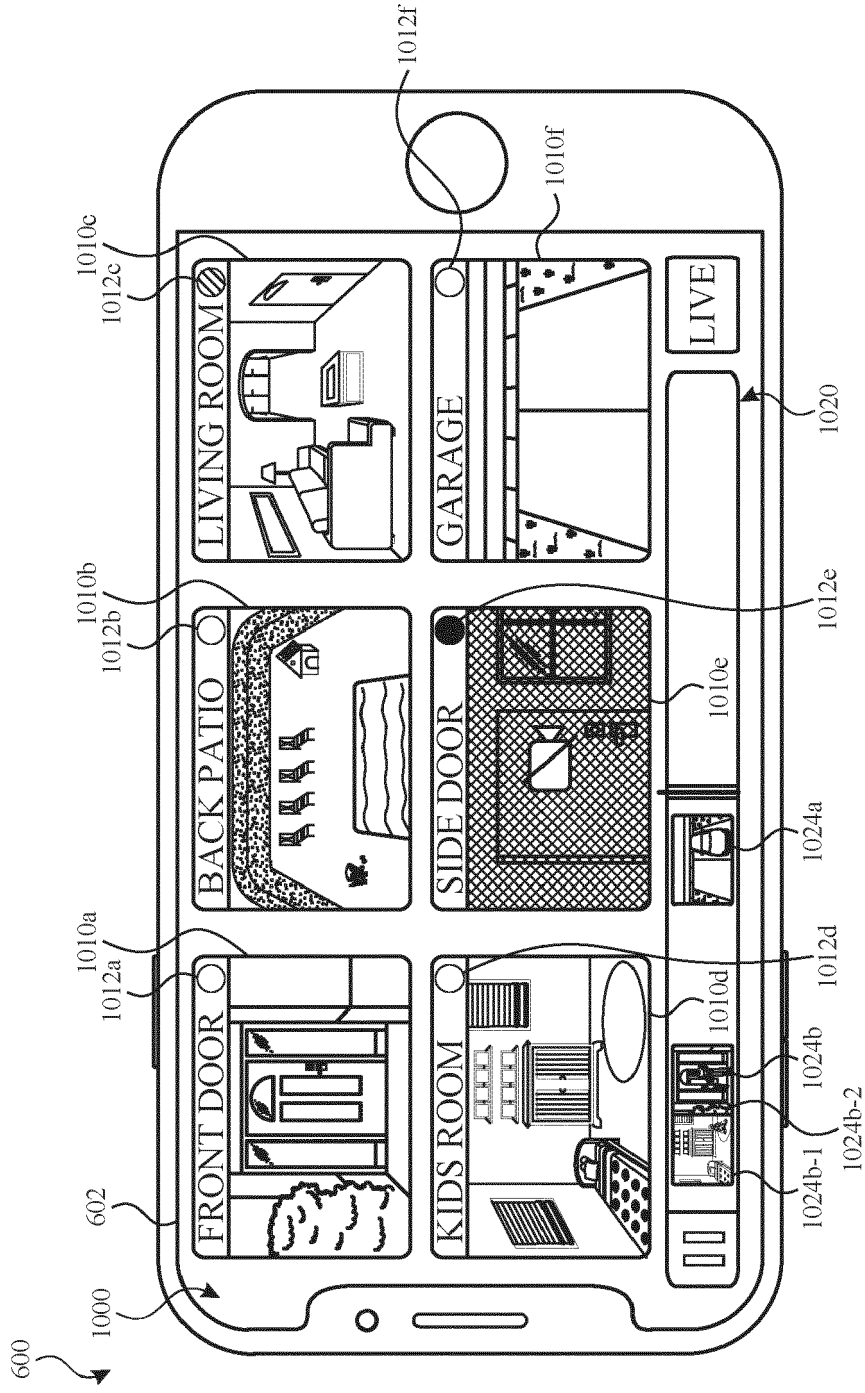 600
1000
602
1010a
1012a
1010b
1012b
1010c
1012c
1012f
FRONT DOOR
BACK PATIO
LIVING ROOM
KIDS ROOM
SIDE DOOR
GARAGE
1010f
1010e
1010d
LIVE
1024b-1
1024b-2
1024b
1012d
1024a
1012e
1020